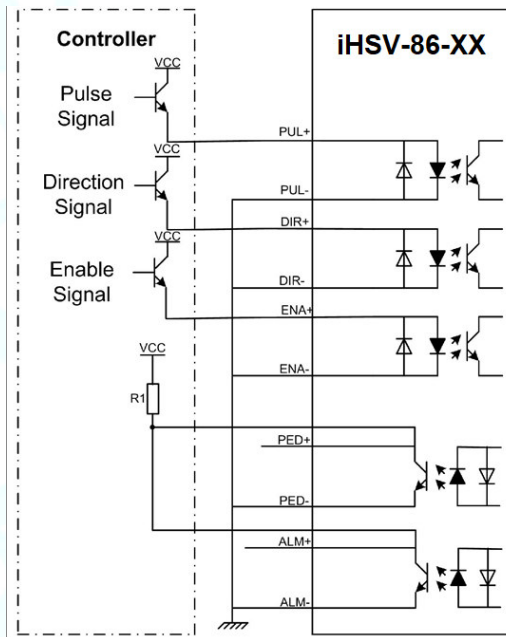 Controller
iHSV-86-XX
VCC
Pulse
Signal
PUL+
VCC
Direction
Signal
PUL-
DIR+
VCC
Enable
Signal
DIR-
ENA+
VCC
ENA-
R1
PED+
PED-
ALM+
ALM-